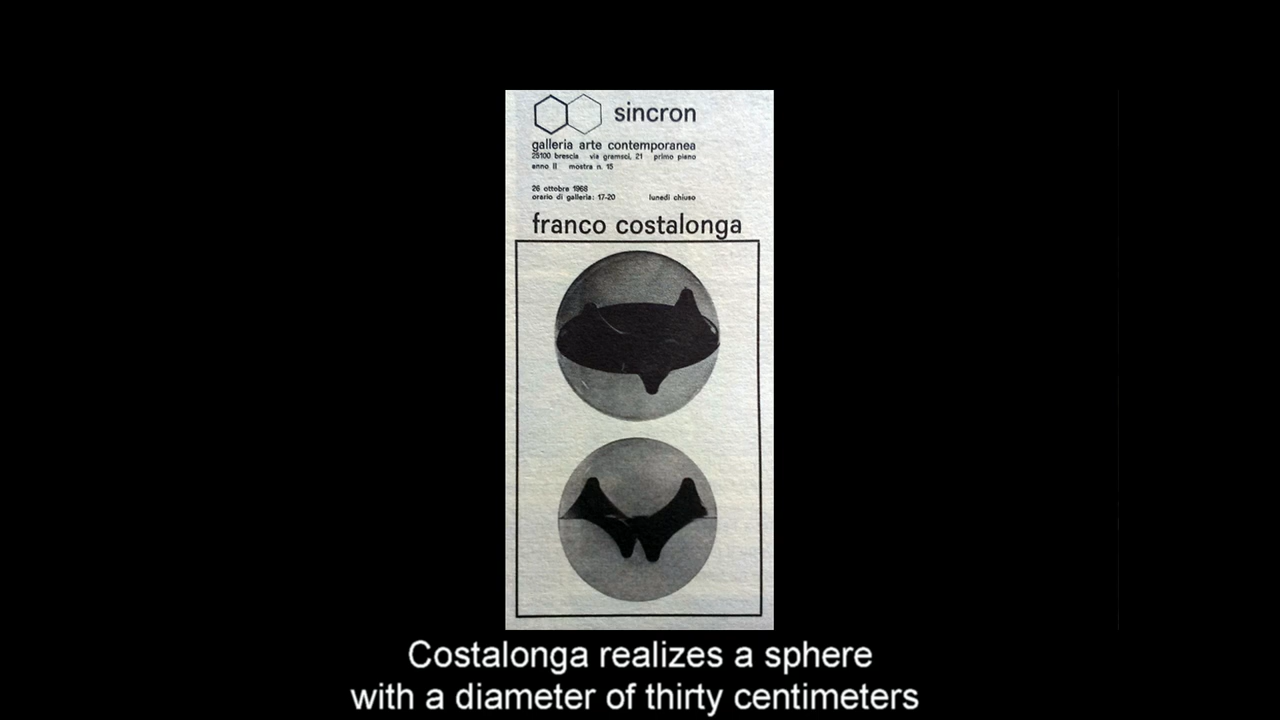 sincron
galleria arte contemporanea
25100 brescia via gramsci, 21 primo piano
anno II mostra n. 15
26 ottobre 1968
orario di galleria: 17-20 lunedì chiuso
franco costalonga
Costalonga realizes a sphere
with a diameter of thirty centimeters